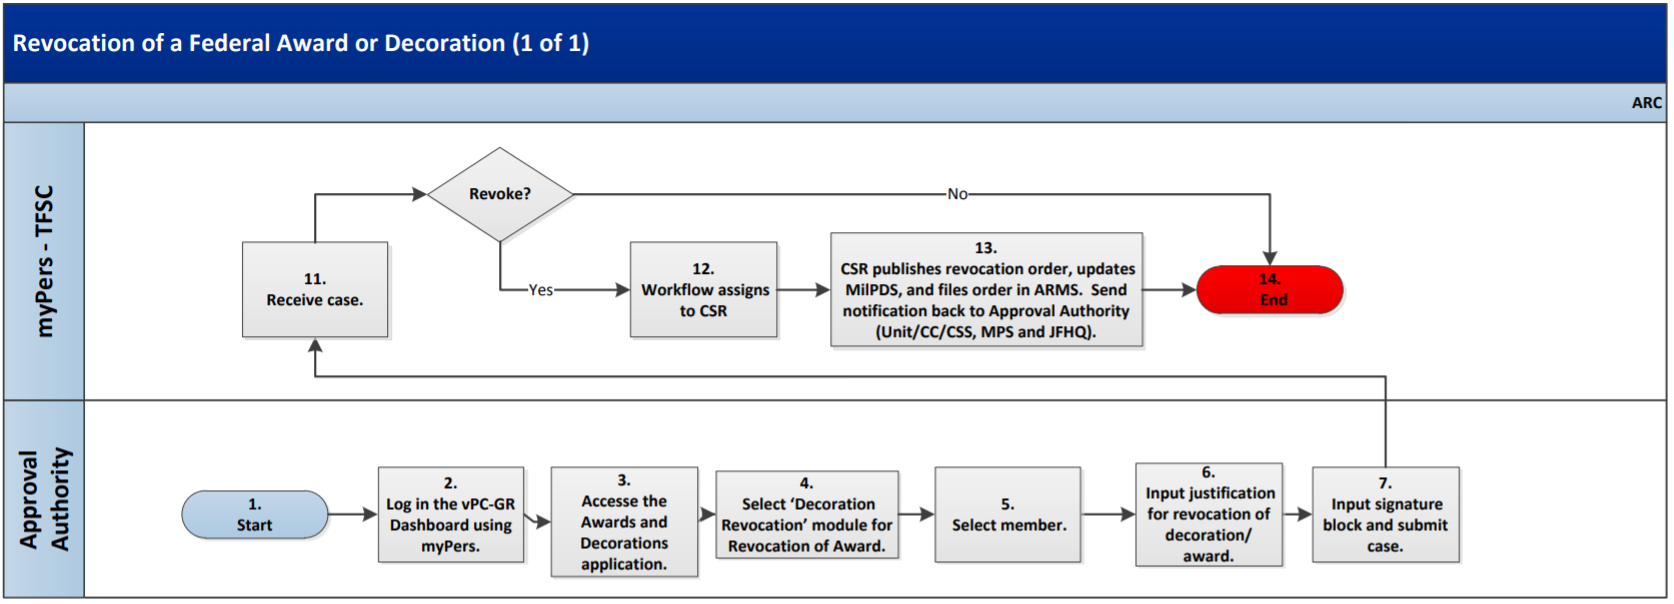 Revocation of a Federal Award or Decoration (1 of 1)
ARC
myPers - TFSC
Revoke?
No
11.
Receive case.
Yes
12.
Workflow assigns
to CSR
13.
CSR publishes revocation order, updates
MilPDS, and files order in ARMS.  Send
notification back to Approval Authority
(Unit/CC/CSS, MPS and JFHQ).
14.
End
Approval
Authority
1.
Start
2.
Log in the vPC-GR
Dashboard using
myPers.
3.
Accesse the
Awards and
Decorations
application.
4.
Select ‘Decoration
Revocation’ module for
Revocation of Award.
5.
Select member.
6.
Input justification
for revocation of
decoration/
award.
7.
Input signature
block and submit
case.